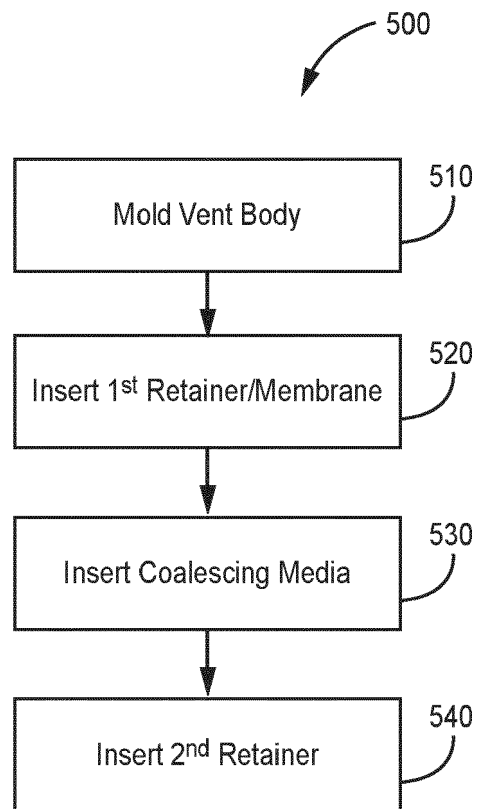 500
510
Mold Vent Body
520
Insert 1st Retainer/Membrane
530
Insert Coalescing Media
540
Insert 2nd Retainer